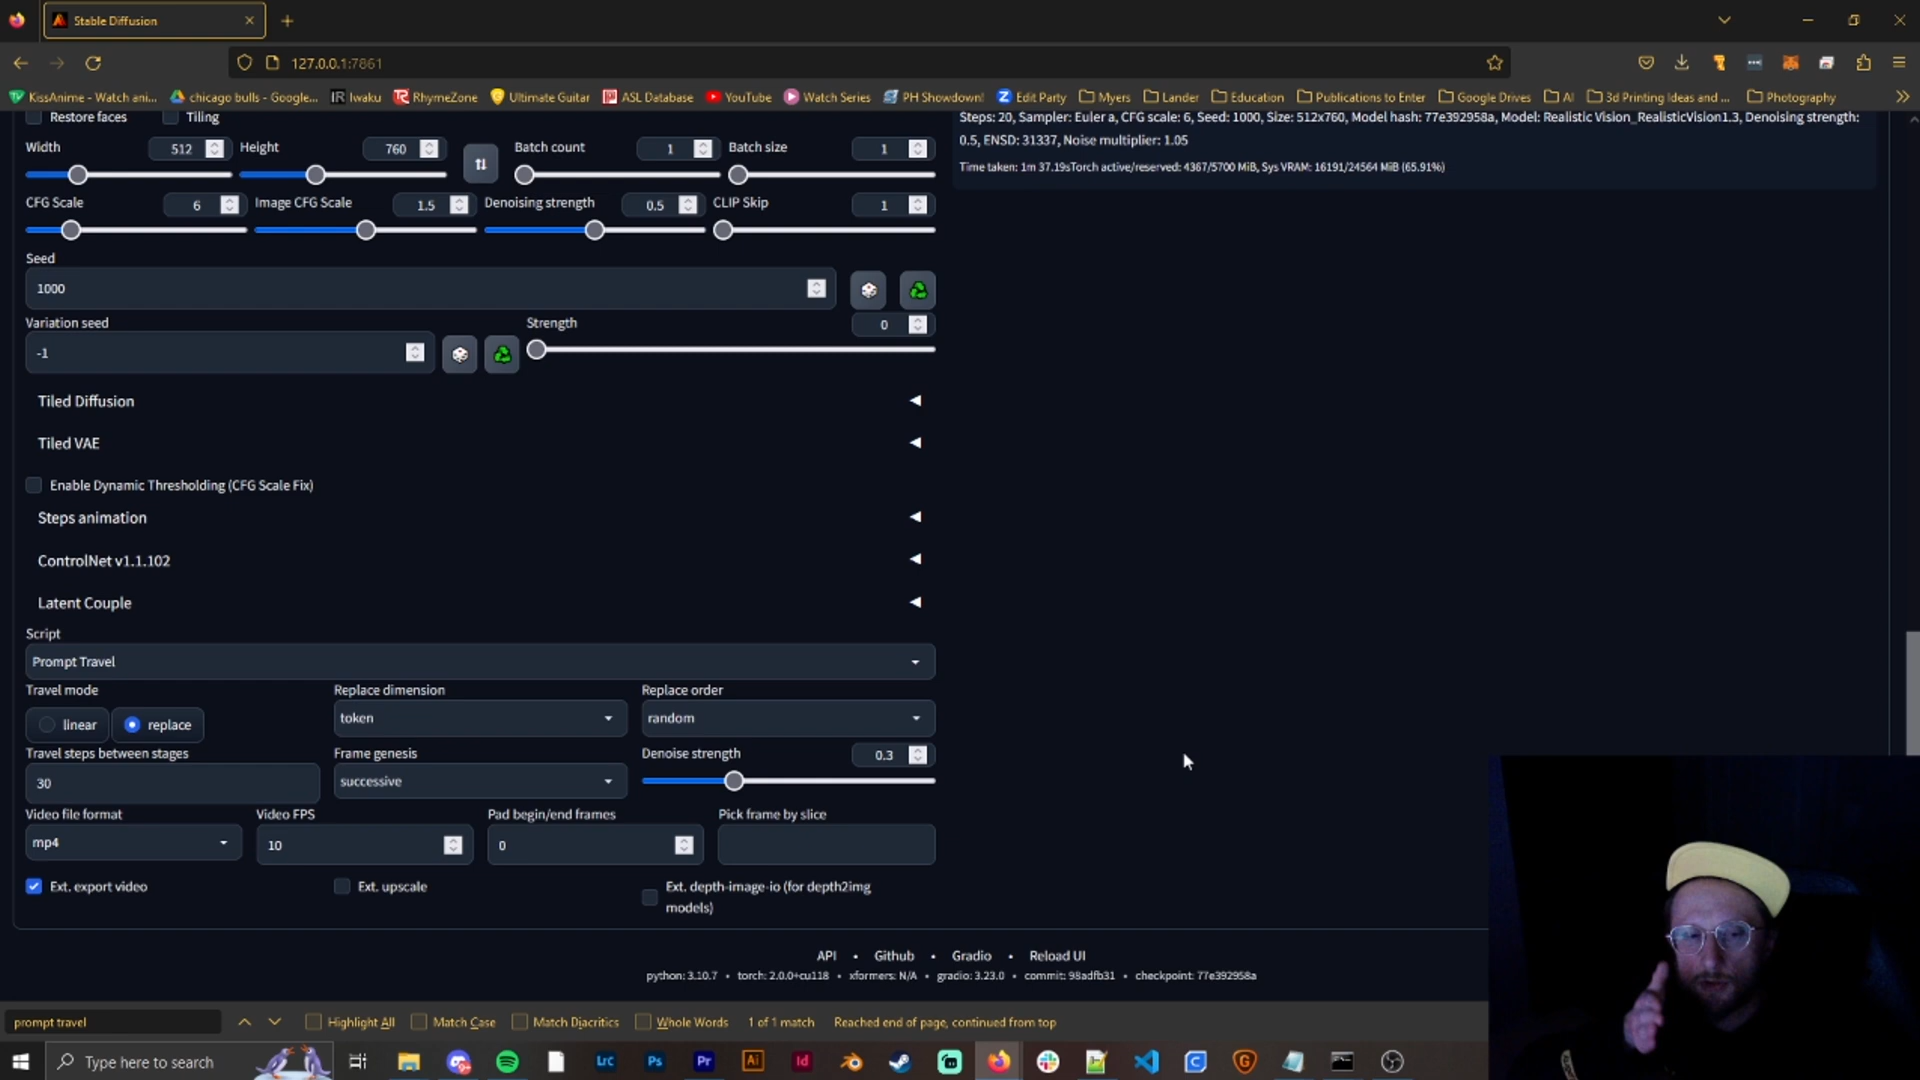 Stable Diffusion
127.0.0.1:7861
KissAnime - Watch ani... chicago bulls - Google... Iwaku RhymeZone Ultimate Guitar ASL Database YouTube Watch Series PH Showdown! Edit Party Myers Lander Education Publications to Enter Google Drives AI 3d Printing Ideas and ... Photography
Restore faces Tiling
Steps: 20, Sampler: Euler a, CFG scale: 6, Seed: 1000, Size: 512x760, Model hash: 77e392958a, Model: Realistic Vision_RealisticVision1.3, Denoising strength:
0.5, ENSD: 31337, Noise multiplier: 1.05
Time taken: 1m 37.19sTorch active/reserved: 4367/5700 MiB, Sys VRAM: 16191/24564 MiB (65.91%)
Width 512 Height 760 Batch count 1 Batch size 1
CFG Scale 6 Image CFG Scale 1.5 Denoising strength 0.5 CLIP Skip 1
Seed
1000
Variation seed Strength 0
-1
Tiled Diffusion
Tiled VAE
Enable Dynamic Thresholding (CFG Scale Fix)
Steps animation
ControlNet v1.1.102
Latent Couple
Script
Prompt Travel
Travel mode Replace dimension Replace order
linear replace token random
Travel steps between stages Frame genesis Denoise strength 0.3
30 successive
Video file format Video FPS Pad begin/end frames Pick frame by slice
mp4 10 0
Ext. export video Ext. upscale Ext. depth-image-io (for depth2img
models)
API • Github • Gradio • Reload UI
python: 3.10.7 • torch: 2.0.0+cu118 • xformers: N/A • gradio: 3.23.0 • commit: 98adfb31 • checkpoint: 77e392958a
prompt travel Highlight All Match Case Match Diacritics Whole Words 1 of 1 match Reached end of page, continued from top
Type here to search Lrc Ps Pr Ai Id